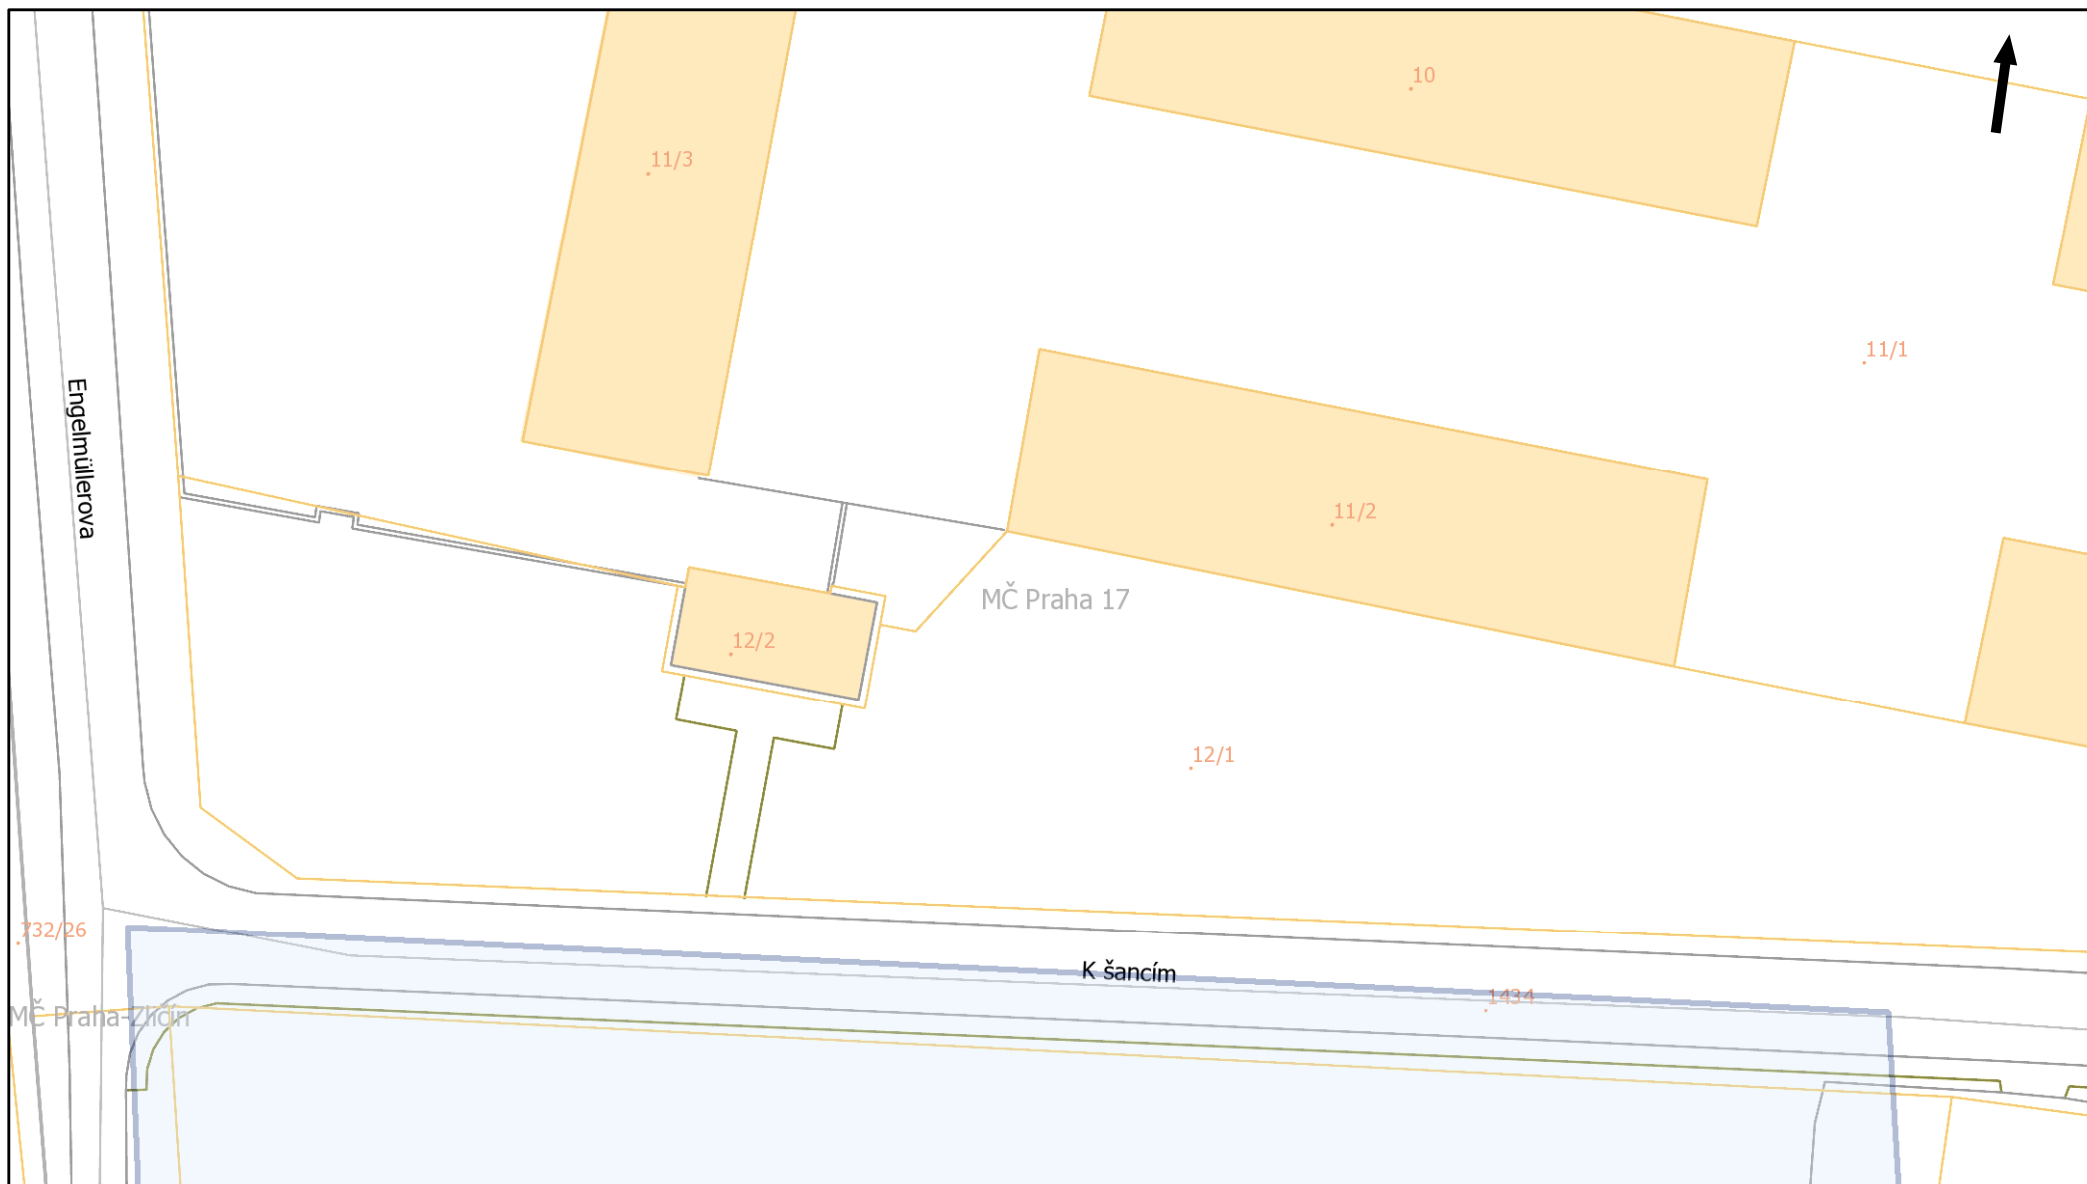 10
11/3
11/1
Engelmüllerova
11/2
MČ Praha 17
12/2
12/1
732/26
K šancím
1434
MČ Praha-Zličín